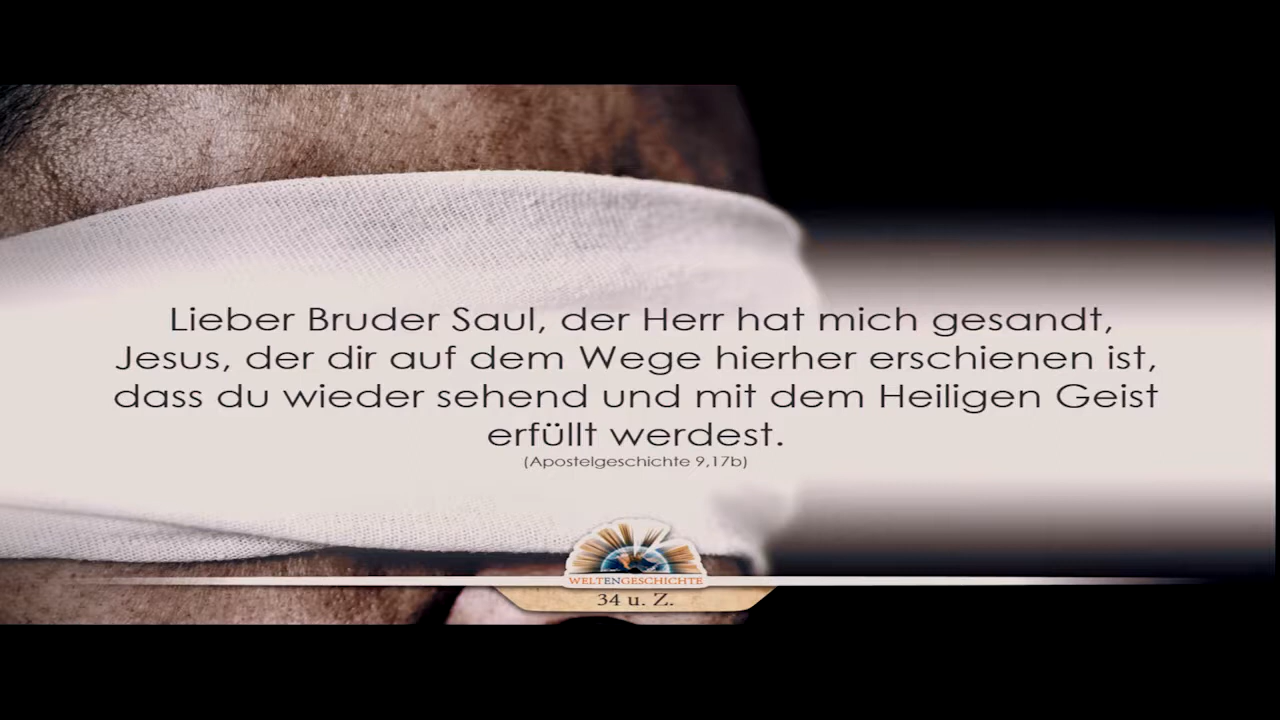 Lieber Bruder Saul, der Herr hat mich gesandt,
Jesus, der dir auf dem Wege hierher erschienen ist,
dass du wieder sehend und mit dem Heiligen Geist
erfüllt werdest.
(Apostelgeschichte 9,17b)
WELTENGESCHICHTE
34 u. Z.